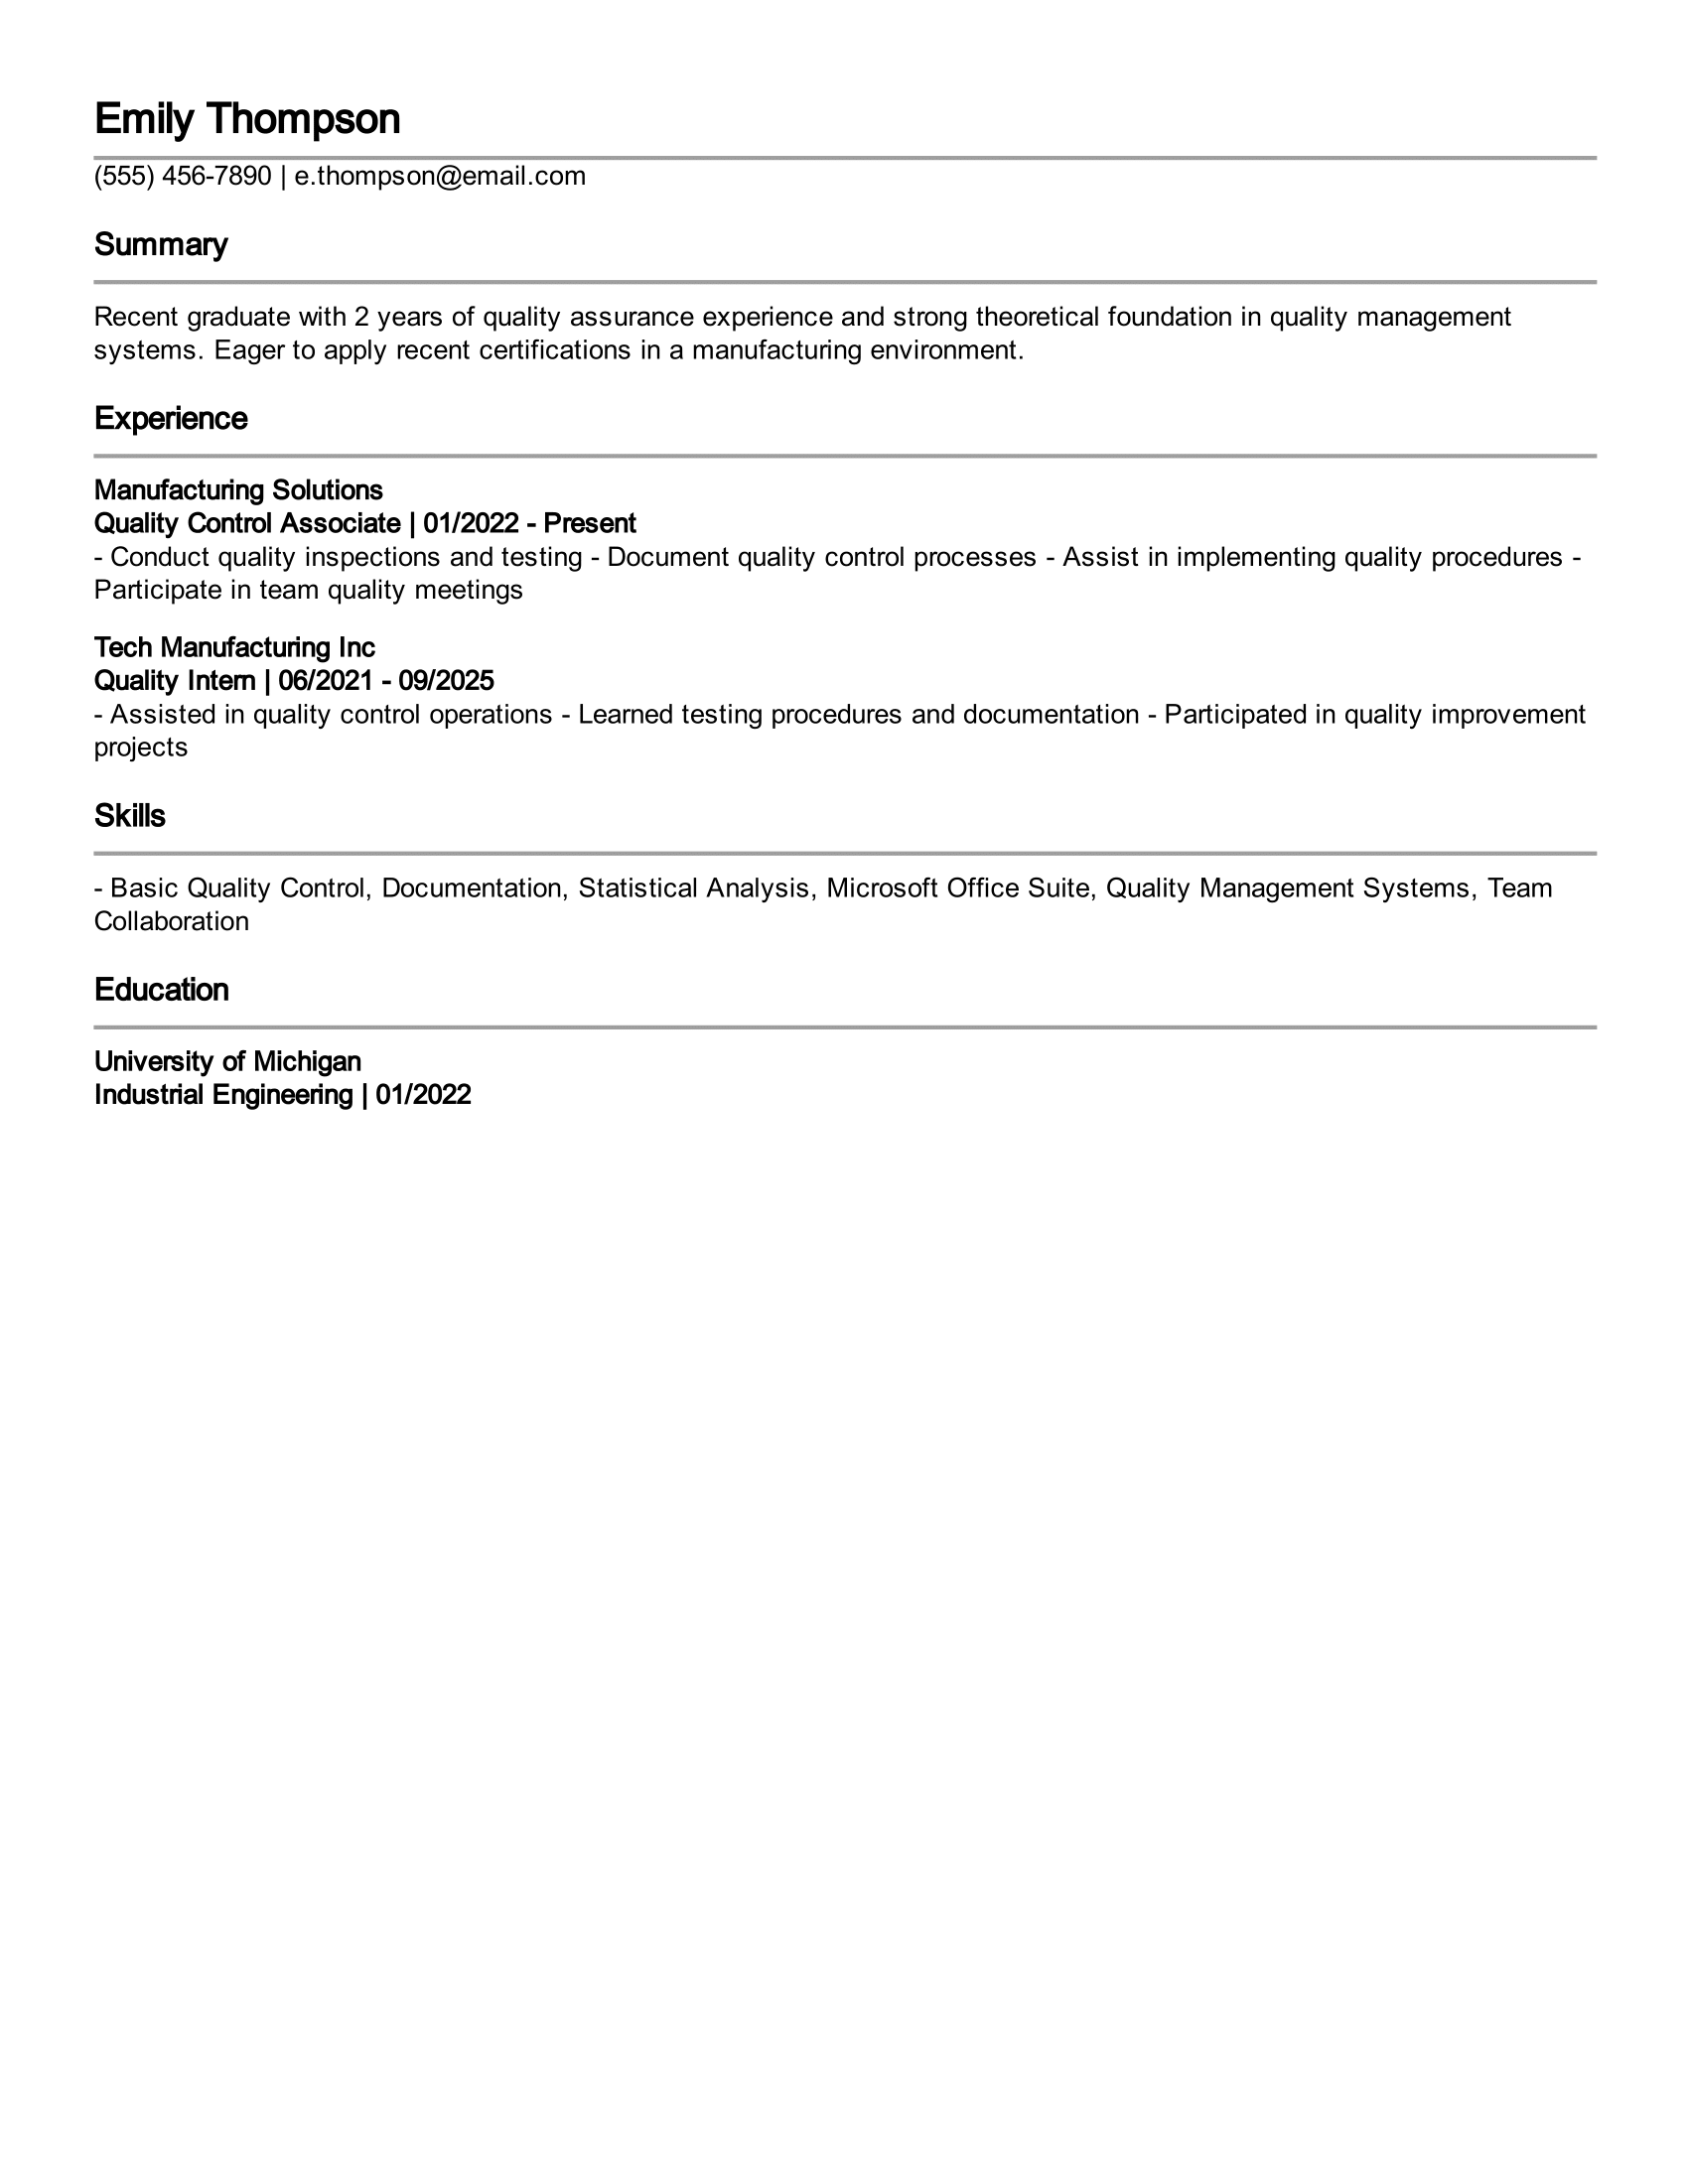 Emily Thompson
(555) 456-7890 | e.thompson@email.com
Summary
Recent graduate with 2 years of quality assurance experience and strong theoretical foundation in quality management
systems. Eager to apply recent certifications in a manufacturing environment.
Experience
Manufacturing Solutions
Quality Control Associate | 01/2022 - Present
- Conduct quality inspections and testing - Document quality control processes - Assist in implementing quality procedures -
Participate in team quality meetings
Tech Manufacturing Inc
Quality Intern | 06/2021 - 09/2025
- Assisted in quality control operations - Learned testing procedures and documentation - Participated in quality improvement
projects
Skills
- Basic Quality Control, Documentation, Statistical Analysis, Microsoft Office Suite, Quality Management Systems, Team
Collaboration
Education
University of Michigan
Industrial Engineering | 01/2022